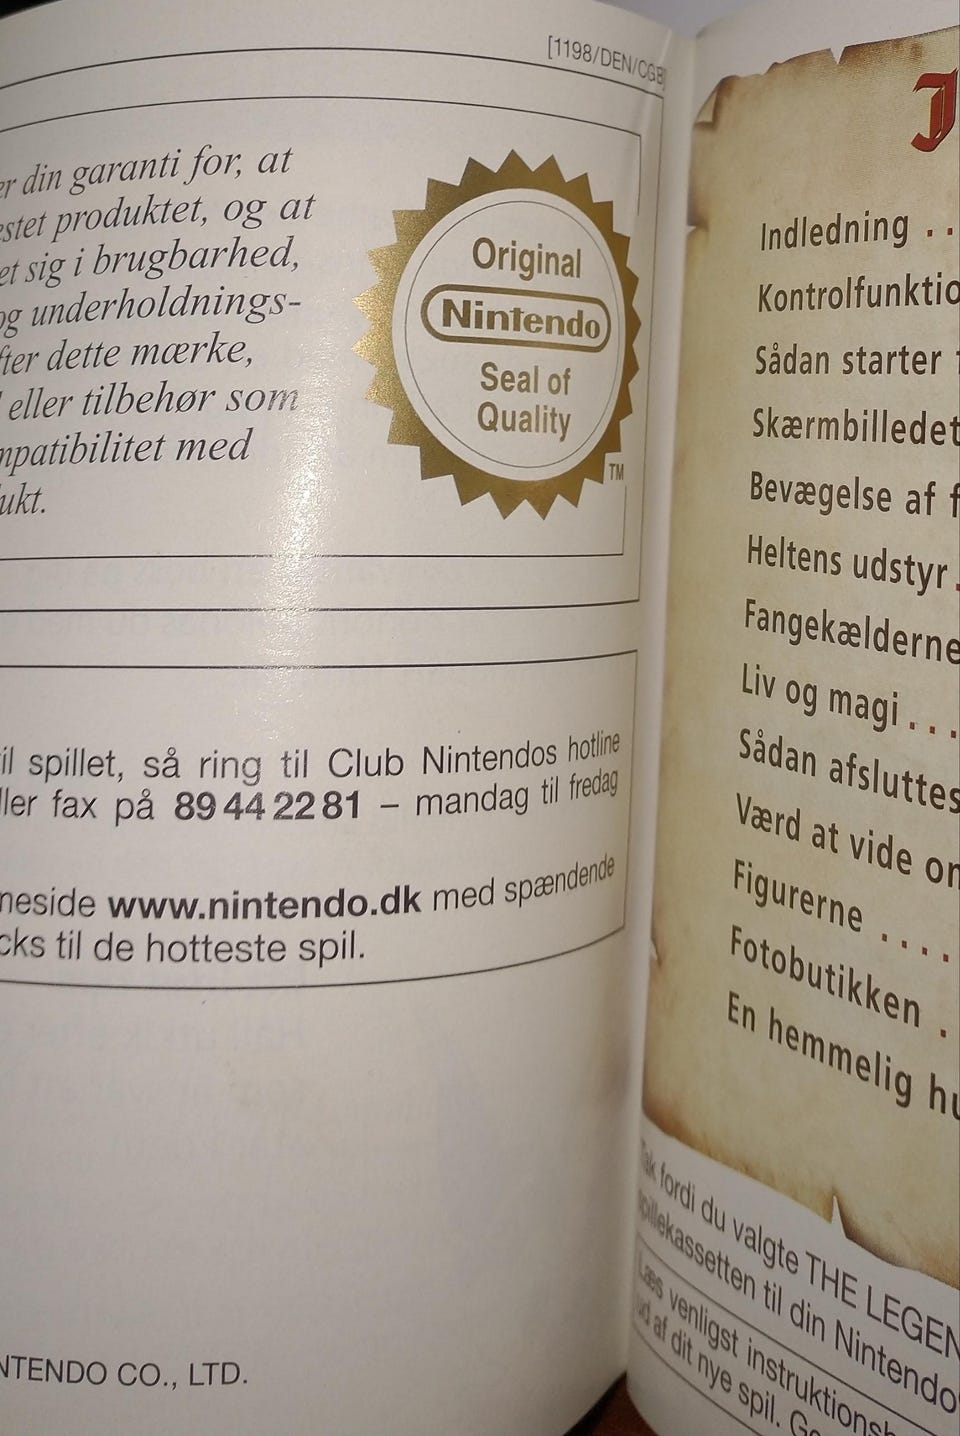 [1198/DEN/CGB]
er din garanti for, at
estet produktet, og at
et sig i brugbarhed,
og underholdnings-
fter dette mærke,
eller tilbehør som
mpatibilitet med
ukt.
Original
Nintendo
Seal of
Quality
TM
il spillet, så ring til Club Nintendos hotline
ller fax på 89 44 22 81 – mandag til fredag
neside www.nintendo.dk med spændende
cks til de hotteste spil.
NTENDO CO., LTD.
I
Indledning . .
Kontrolfunktio
Sådan starter
Skærmbilledet
Bevægelse af f
Heltens udstyr .
Fangekælderne
Liv og magi . . .
Sådan afsluttes
Værd at vide om
Figurerne . . . .
Fotobutikken .
En hemmelig hu
Tak fordi du valgte THE LEGEN
spillekassetten til din Nintendo
Læs venligst instruktionsh
ud af dit nye spil. Ge